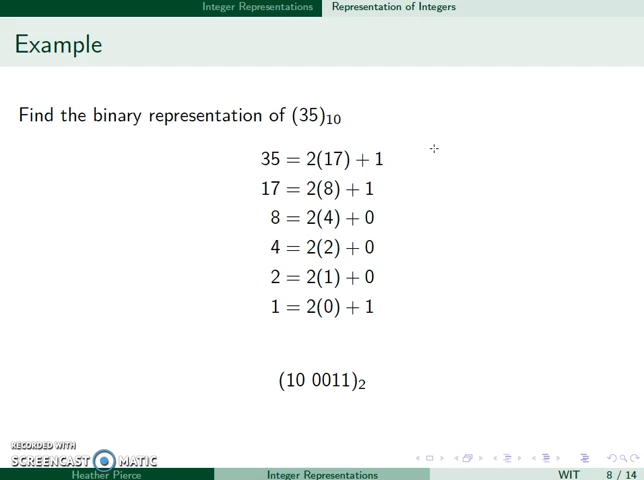 Integer Representations Representation of Integers
Example
Find the binary representation of (35)₁₀
35 = 2(17) + 1
17 = 2(8) + 1
8 = 2(4) + 0
4 = 2(2) + 0
2 = 2(1) + 0
1 = 2(0) + 1
(10 0011)₂
RECORDED WITH
SCREENCAST MATIC
Heather Pierce Integer Representations WIT 8 / 14